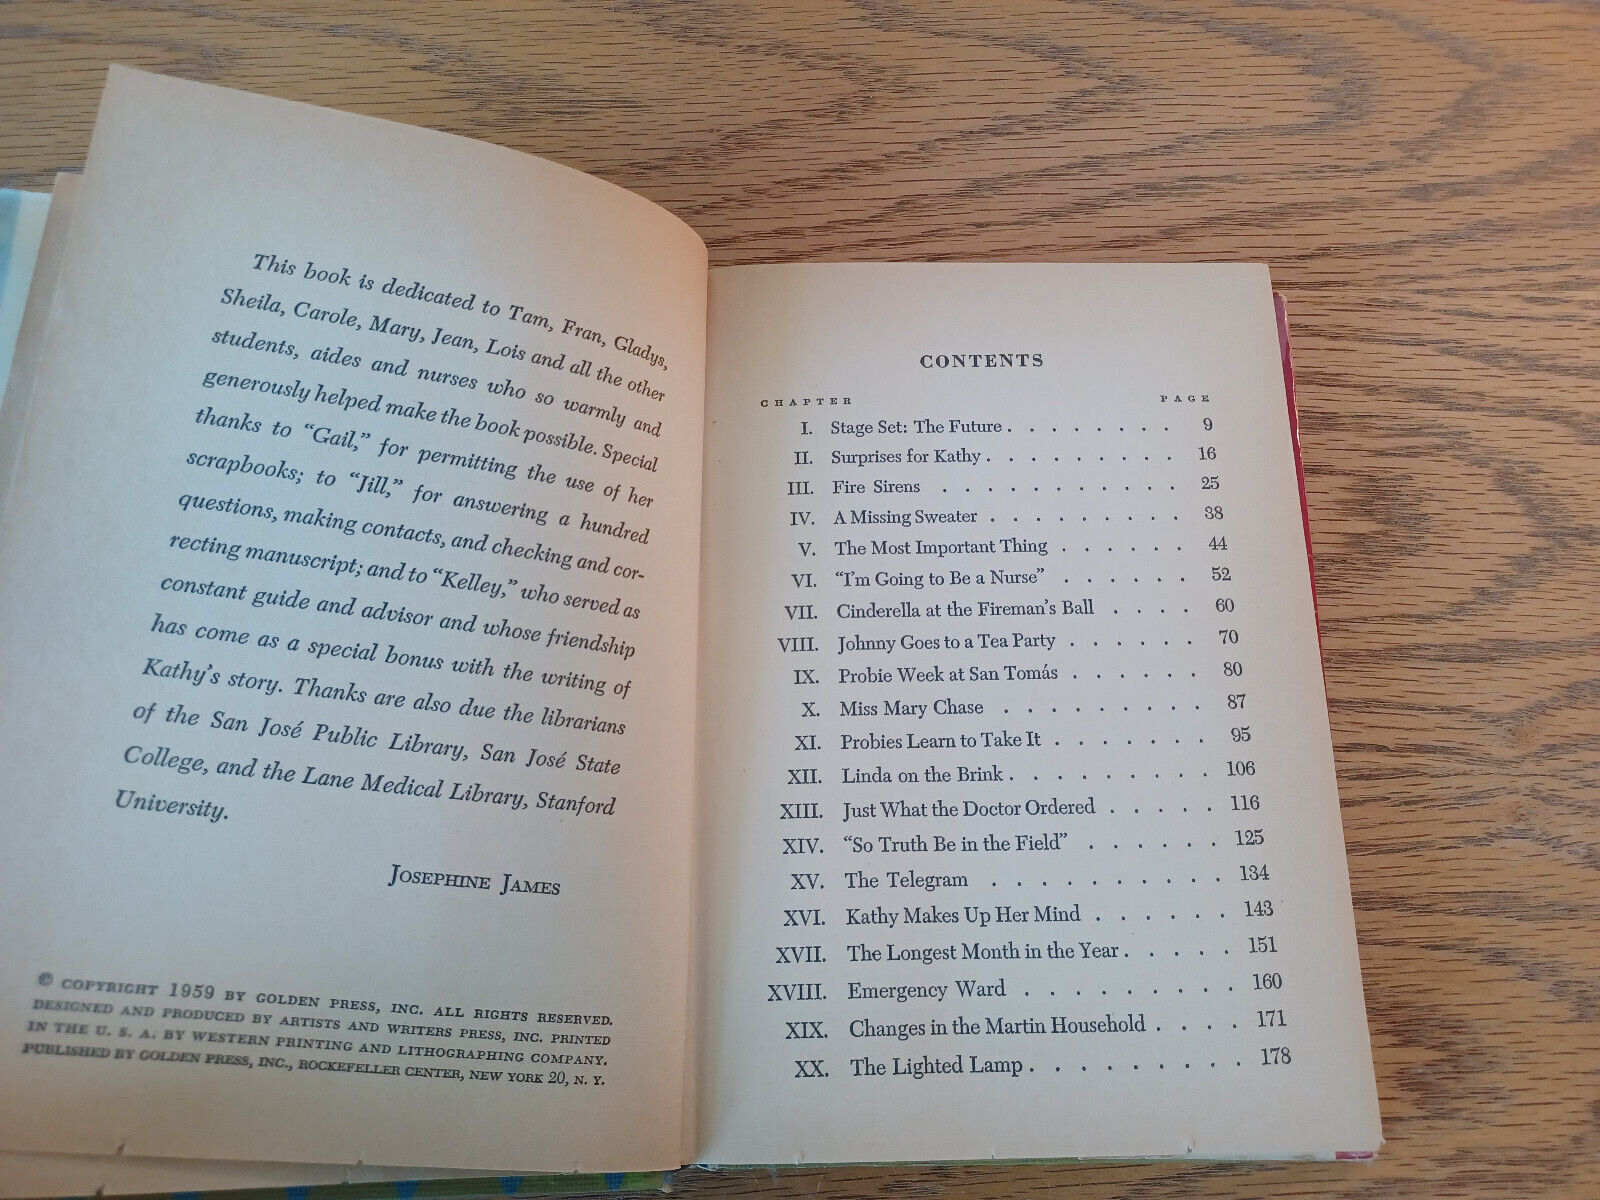 This book is dedicated to Tam, Fran, Gladys,
Sheila, Carole, Mary, Jean, Lois and all the other
students, aides and nurses who so warmly and
generously helped make the book possible. Special
thanks to "Gail," for permitting the use of her
scrapbooks; to "Jill," for answering a hundred
questions, making contacts, and checking and cor-
recting manuscript; and to "Kelley," who served as
constant guide and advisor and whose friendship
has come as a special bonus with the writing of
Kathy's story. Thanks are also due the librarians
of the San José Public Library, San José State
College, and the Lane Medical Library, Stanford
University.
JOSEPHINE JAMES
© COPYRIGHT 1959 BY GOLDEN PRESS, INC. ALL RIGHTS RESERVED.
DESIGNED AND PRODUCED BY ARTISTS AND WRITERS PRESS, INC. PRINTED
IN THE U. S. A. BY WESTERN PRINTING AND LITHOGRAPHING COMPANY.
PUBLISHED BY GOLDEN PRESS, INC., ROCKEFELLER CENTER, NEW YORK 20, N. Y.
CONTENTS
CHAPTER PAGE
I. Stage Set: The Future . . . . . . . . 9
II. Surprises for Kathy . . . . . . . . . 16
III. Fire Sirens . . . . . . . . . . . 25
IV. A Missing Sweater . . . . . . . . . 38
V. The Most Important Thing . . . . . . 44
VI. "I'm Going to Be a Nurse" . . . . . . 52
VII. Cinderella at the Fireman's Ball . . . . 60
VIII. Johnny Goes to a Tea Party . . . . . . 70
IX. Probie Week at San Tomás . . . . . . 80
X. Miss Mary Chase . . . . . . . . . 87
XI. Probies Learn to Take It . . . . . . . 95
XII. Linda on the Brink . . . . . . . . . 106
XIII. Just What the Doctor Ordered . . . . . 116
XIV. "So Truth Be in the Field" . . . . . . 125
XV. The Telegram . . . . . . . . . . 134
XVI. Kathy Makes Up Her Mind . . . . . . 143
XVII. The Longest Month in the Year . . . . . 151
XVIII. Emergency Ward . . . . . . . . . 160
XIX. Changes in the Martin Household . . . . 171
XX. The Lighted Lamp . . . . . . . . . 178